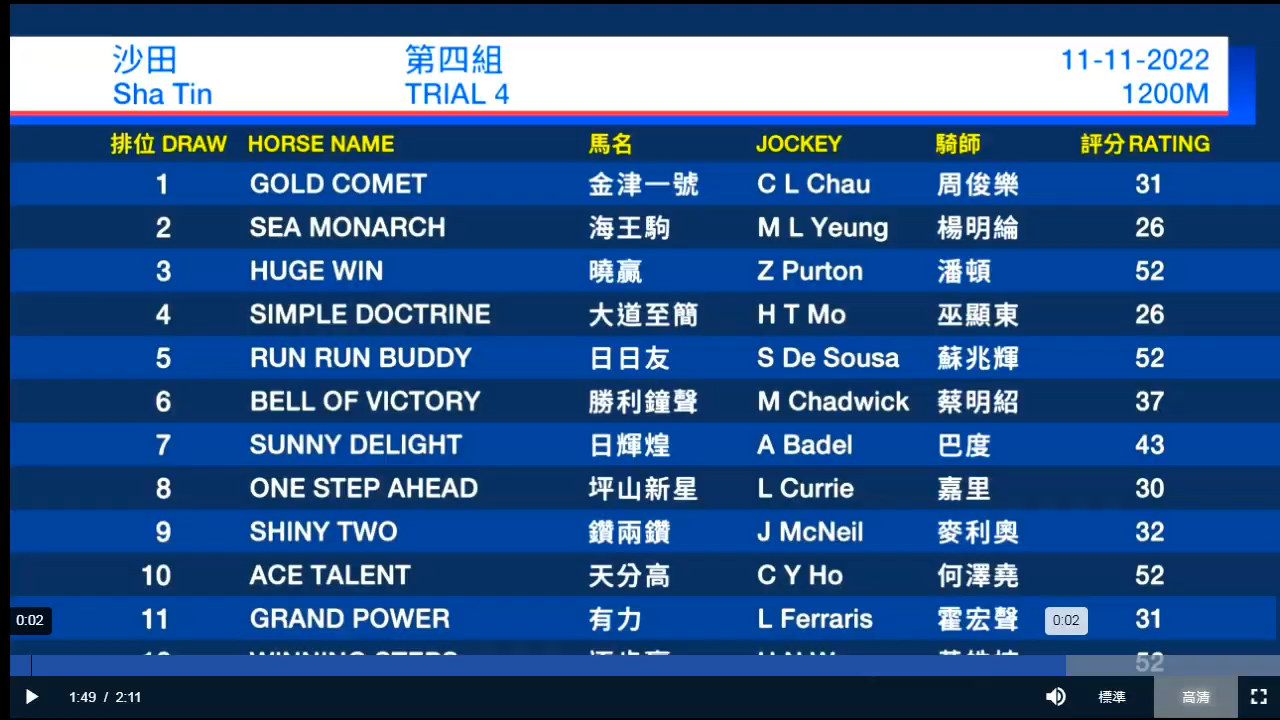 沙田 第四組 11-11-2022
Sha Tin TRIAL 4 1200M
排位 DRAW HORSE NAME 馬名 JOCKEY 騎師 評分 RATING
1 GOLD COMET 金津一號 C L Chau 周俊樂 31
2 SEA MONARCH 海王駒 M L Yeung 楊明綸 26
3 HUGE WIN 曉贏 Z Purton 潘頓 52
4 SIMPLE DOCTRINE 大道至簡 H T Mo 巫顯東 26
5 RUN RUN BUDDY 日日友 S De Sousa 蘇兆輝 52
6 BELL OF VICTORY 勝利鐘聲 M Chadwick 蔡明紹 37
7 SUNNY DELIGHT 日輝煌 A Badel 巴度 43
8 ONE STEP AHEAD 坪山新星 L Currie 嘉里 30
9 SHINY TWO 鑽兩鑽 J McNeil 麥利奧 32
10 ACE TALENT 天分高 C Y Ho 何澤堯 52
0:02 11 GRAND POWER 有力 L Ferraris 霍宏聲 0:02 31
52
1:49 / 2:11 標準 高清